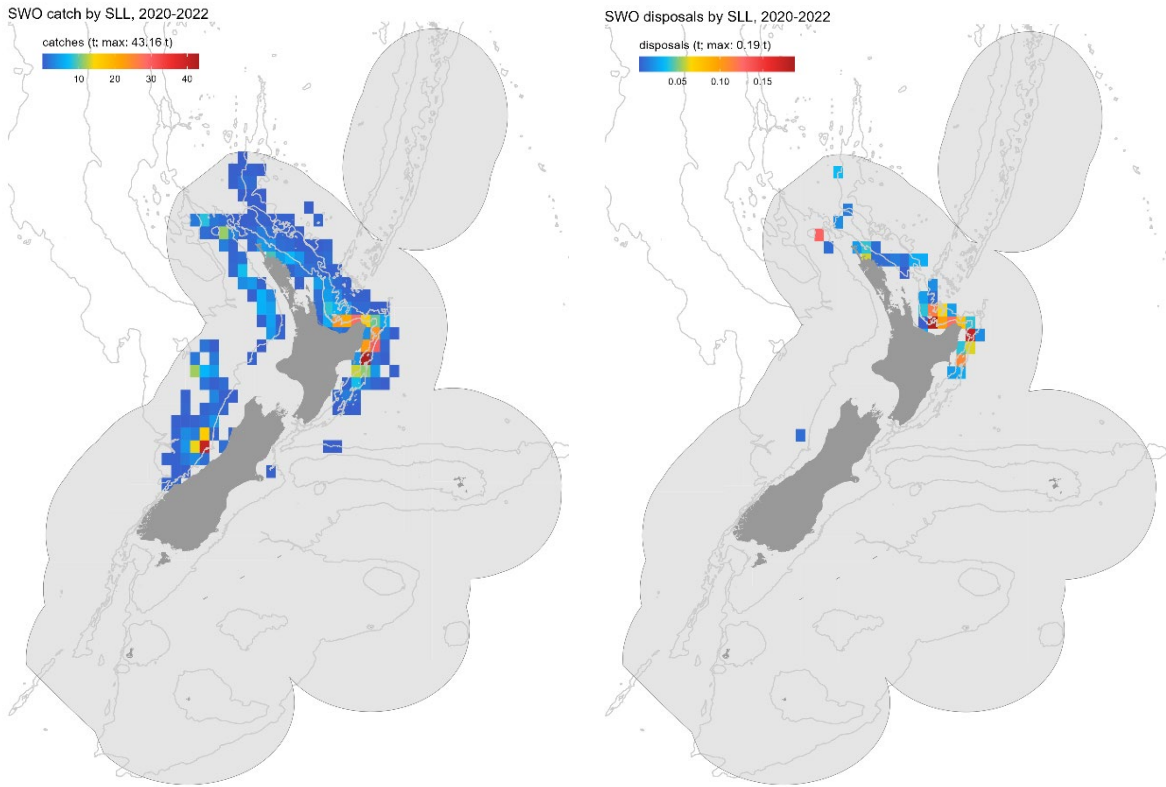 SWO catch by SLL, 2020-2022
catches (t; max: 43.16 t)
10 20 30 40
SWO disposals by SLL, 2020-2022
disposals (t; max: 0.19 t)
0.05 0.10 0.15